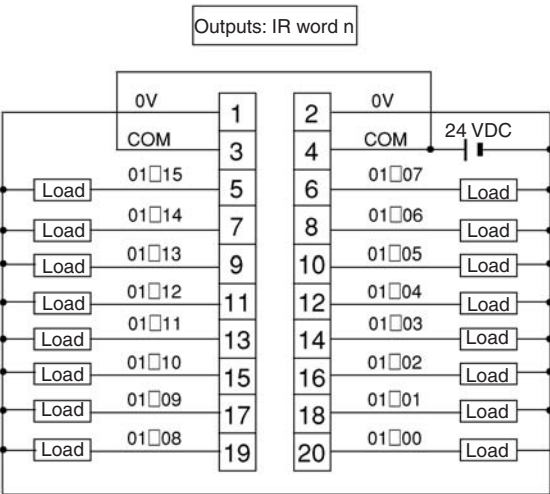 Outputs: IR word n
0V 1 2 0V
COM 3 4 COM 24 VDC
Load 01□15 5 6 01□07 Load
Load 01□14 7 8 01□06 Load
Load 01□13 9 10 01□05 Load
Load 01□12 11 12 01□04 Load
Load 01□11 13 14 01□03 Load
Load 01□10 15 16 01□02 Load
Load 01□09 17 18 01□01 Load
Load 01□08 19 20 01□00 Load